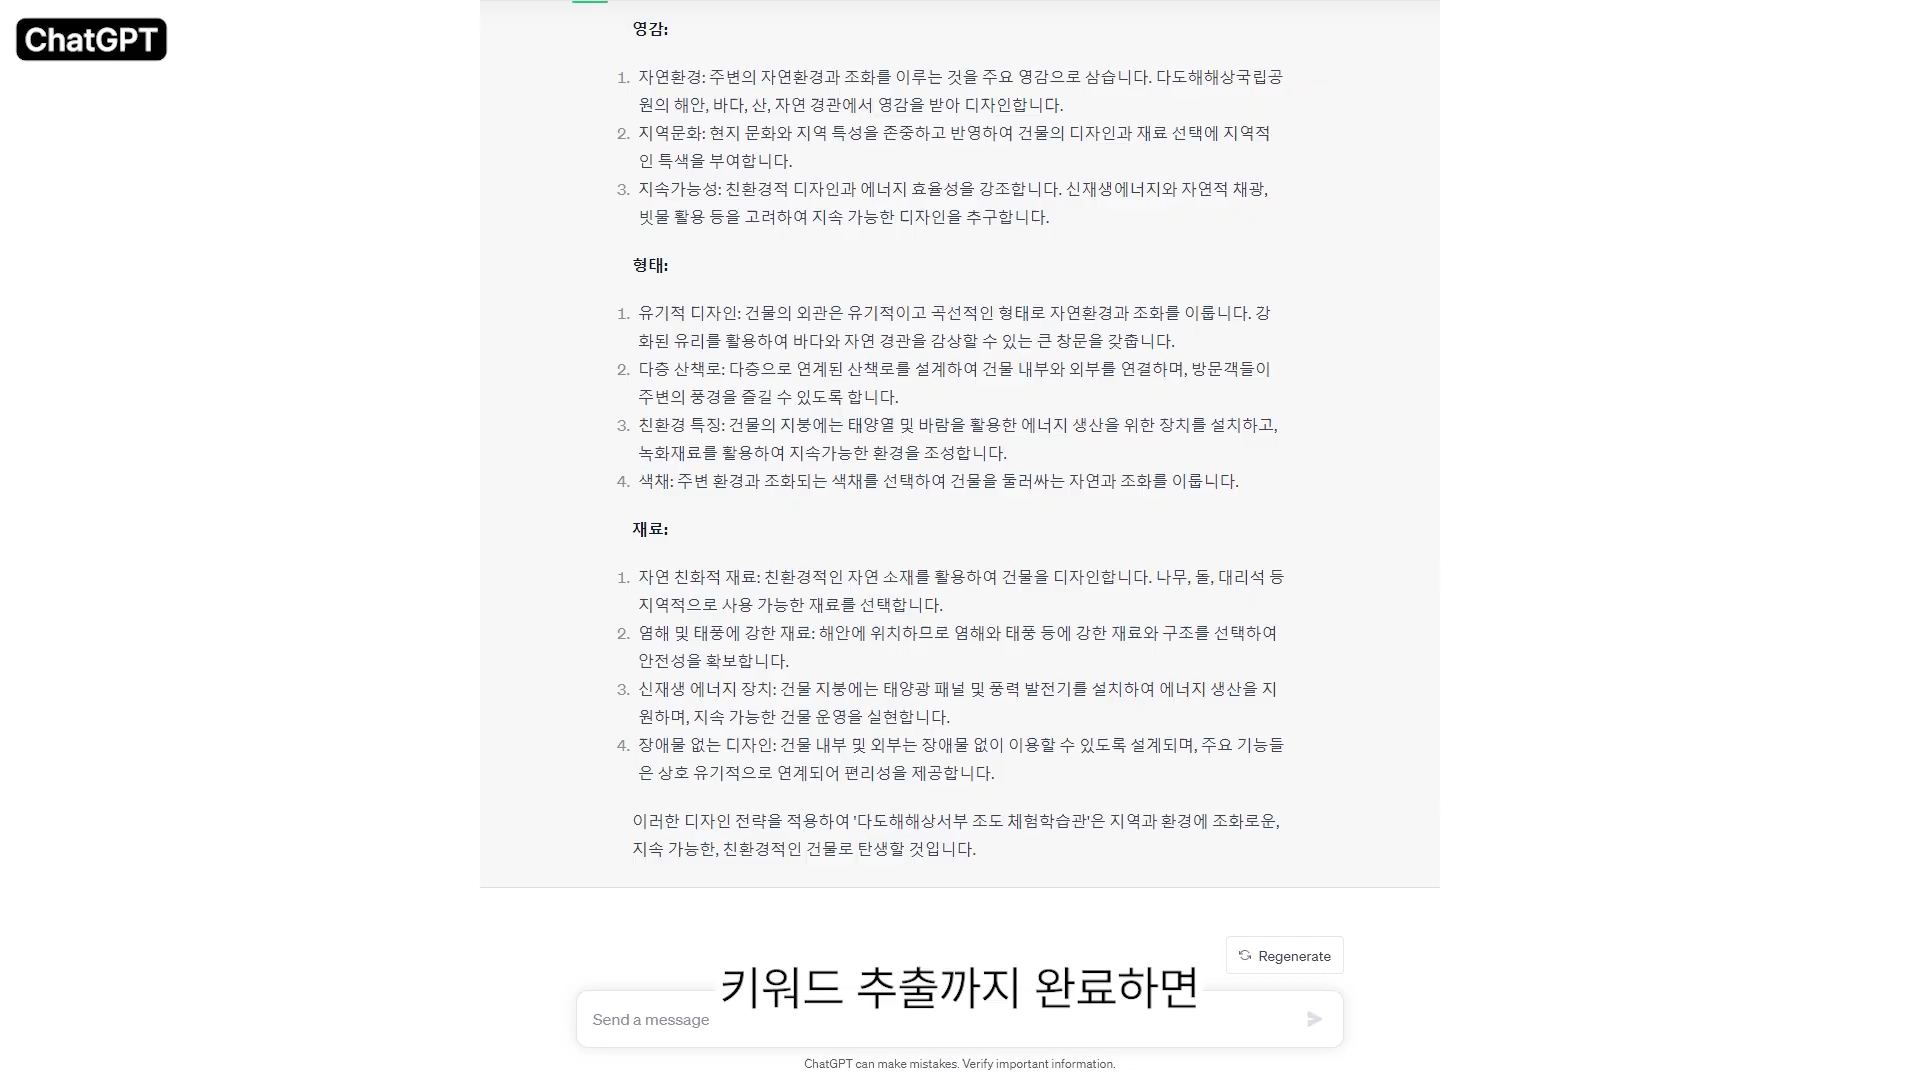 ChatGPT
영감:
1. 자연환경: 주변의 자연환경과 조화를 이루는 것을 주요 영감으로 삼습니다. 다도해해상국립공
원의 해안, 바다, 산, 자연 경관에서 영감을 받아 디자인합니다.
2. 지역문화: 현지 문화와 지역 특성을 존중하고 반영하여 건물의 디자인과 재료 선택에 지역적
인 특색을 부여합니다.
3. 지속가능성: 친환경적 디자인과 에너지 효율성을 강조합니다. 신재생에너지와 자연적 채광,
빗물 활용 등을 고려하여 지속 가능한 디자인을 추구합니다.
형태:
1. 유기적 디자인: 건물의 외관은 유기적이고 곡선적인 형태로 자연환경과 조화를 이룹니다. 강
화된 유리를 활용하여 바다와 자연 경관을 감상할 수 있는 큰 창문을 갖춥니다.
2. 다층 산책로: 다층으로 연계된 산책로를 설계하여 건물 내부와 외부를 연결하며, 방문객들이
주변의 풍경을 즐길 수 있도록 합니다.
3. 친환경 특징: 건물의 지붕에는 태양열 및 바람을 활용한 에너지 생산을 위한 장치를 설치하고,
녹화재료를 활용하여 지속가능한 환경을 조성합니다.
4. 색채: 주변 환경과 조화되는 색채를 선택하여 건물을 둘러싸는 자연과 조화를 이룹니다.
재료:
1. 자연 친화적 재료: 친환경적인 자연 소재를 활용하여 건물을 디자인합니다. 나무, 돌, 대리석 등
지역적으로 사용 가능한 재료를 선택합니다.
2. 염해 및 태풍에 강한 재료: 해안에 위치하므로 염해와 태풍 등에 강한 재료와 구조를 선택하여
안전성을 확보합니다.
3. 신재생 에너지 장치: 건물 지붕에는 태양광 패널 및 풍력 발전기를 설치하여 에너지 생산을 지
원하며, 지속 가능한 건물 운영을 실현합니다.
4. 장애물 없는 디자인: 건물 내부 및 외부는 장애물 없이 이용할 수 있도록 설계되며, 주요 기능들
은 상호 유기적으로 연계되어 편리성을 제공합니다.
이러한 디자인 전략을 적용하여 '다도해해상서부 조도 체험학습관'은 지역과 환경에 조화로운,
지속 가능한, 친환경적인 건물로 탄생할 것입니다.
Regenerate
키워드 추출까지 완료하면
Send a message
ChatGPT can make mistakes. Verify important information.